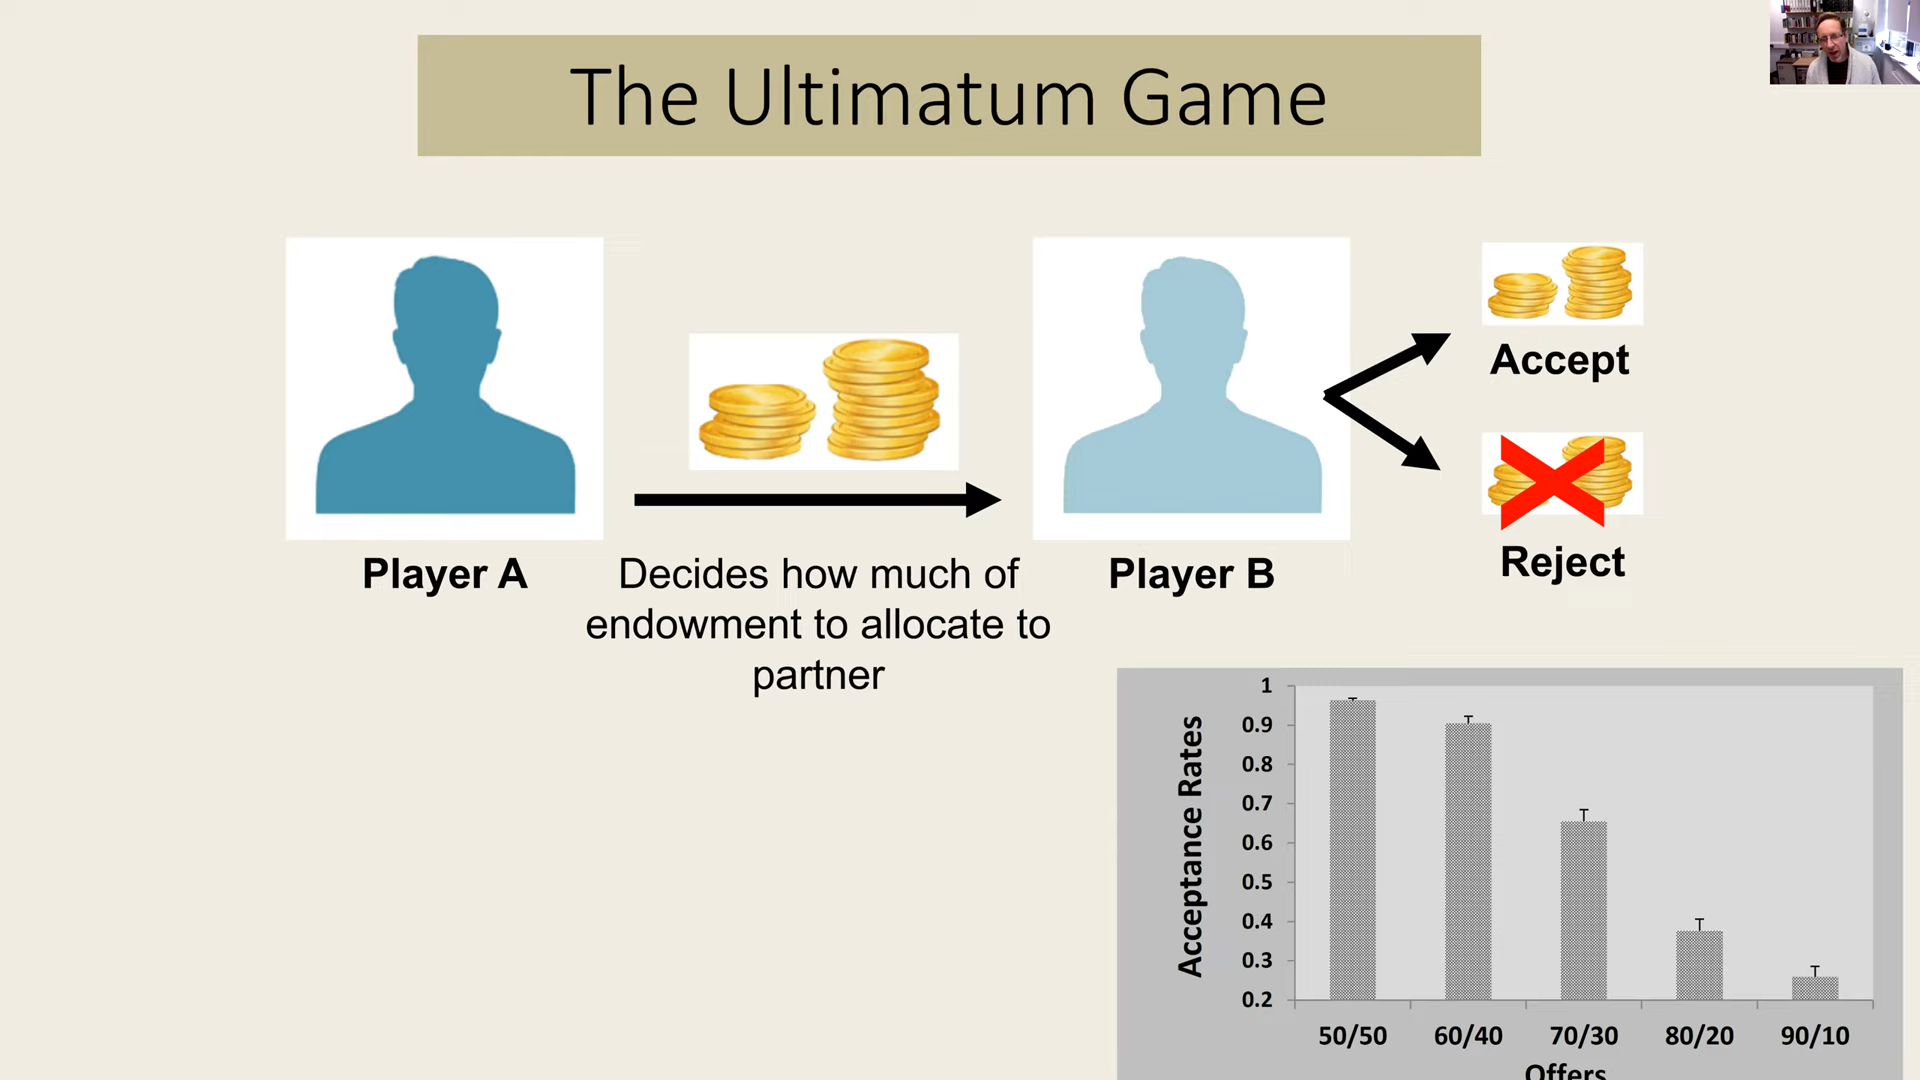 The Ultimatum Game
Accept
Reject
Player A
Decides how much of
endowment to allocate to
partner
Player B
Acceptance Rates
1
0.9
0.8
0.7
0.6
0.5
0.4
0.3
0.2
50/50 60/40 70/30 80/20 90/10
Offers